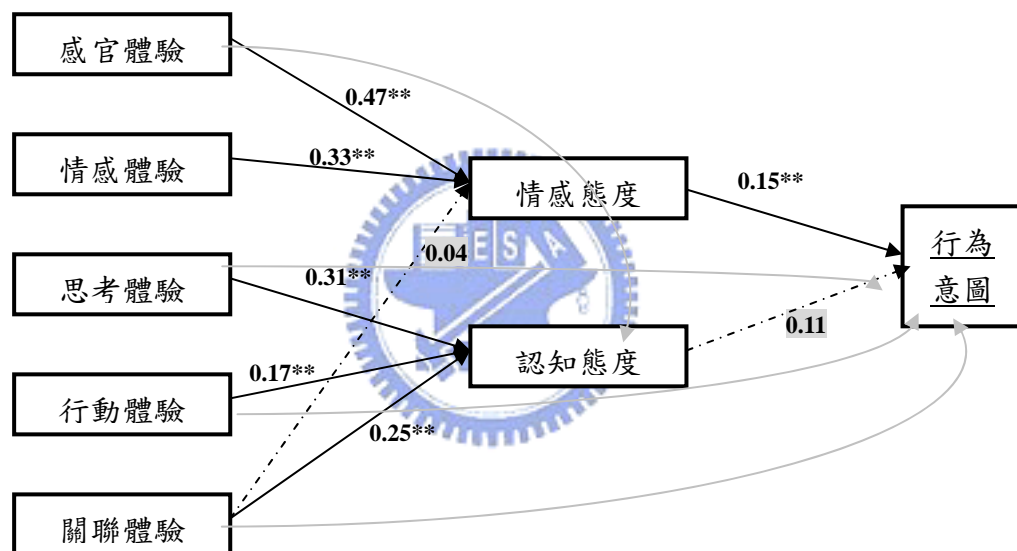 感官體驗
0.47**
情感體驗
0.33**
情感態度
0.15**
行為
意圖
E S A
0.04
思考體驗
0.31**
0.11
認知態度
行動體驗
0.17**
0.25**
關聯體驗